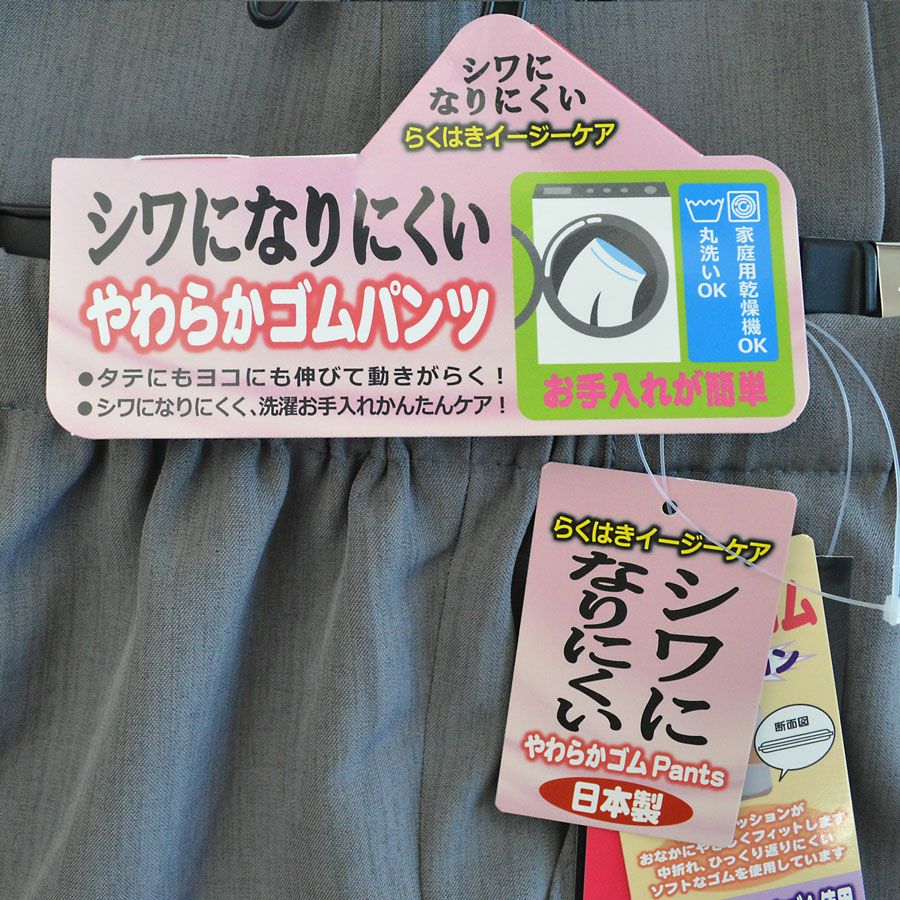 シワに
なりにくい
らくはきイージーケア
シワになりにくい
やわらかゴムパンツ
●タテにもヨコにも伸びて動きがらく！
●シワになりにくく、洗濯お手入れかんたんケア！
丸洗いOK
家庭用乾燥機OK
お手入れが簡単
らくはきイージーケア
シワに
なりにくい
やわらかゴムPants
日本製
ム
ン
断面図
ッションが
おなかにやさしくフィットします
中折れ、ひっくり返りにくい
ソフトなゴムを使用しています